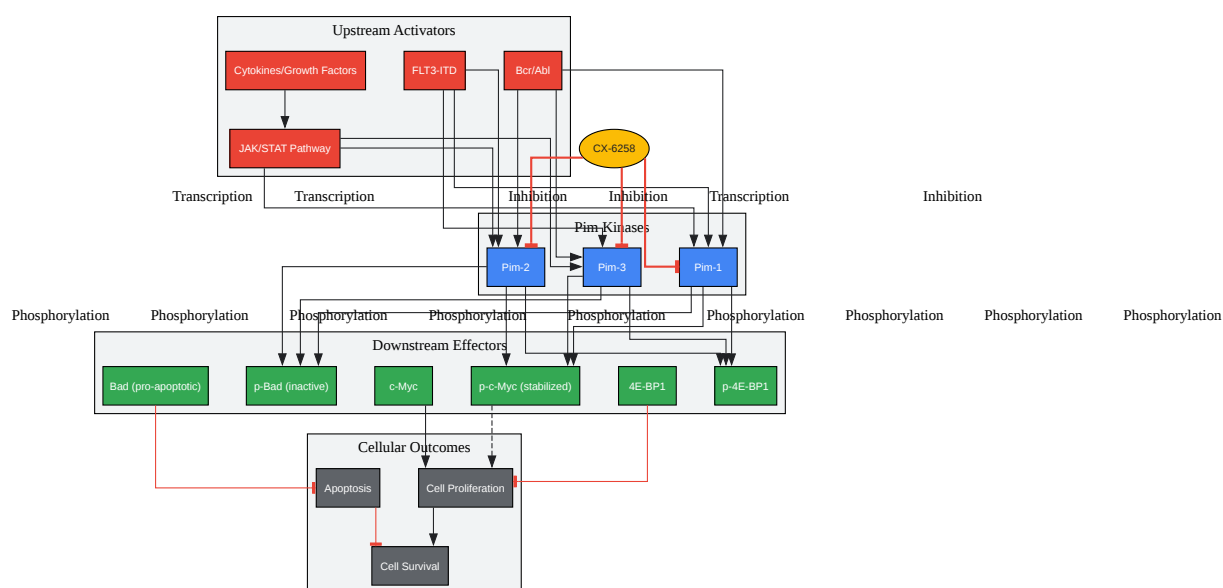 Upstream Activators
Cytokines/Growth Factors
FLT3-ITD
Bcr/Abl
JAK/STAT Pathway
CX-6258
Transcription
Transcription
Inhibition
Inhibition
Transcription
Inhibition
Pim Kinases
Pim-2
Pim-3
Pim-1
Phosphorylation
Phosphorylation
Phosphorylation
Phosphorylation
Phosphorylation
Phosphorylation
Phosphorylation
Phosphorylation
Phosphorylation
Downstream Effectors
Bad (pro-apoptotic)
p-Bad (inactive)
c-Myc
p-c-Myc (stabilized)
4E-BP1
p-4E-BP1
Cellular Outcomes
Apoptosis
Cell Proliferation
Cell Survival